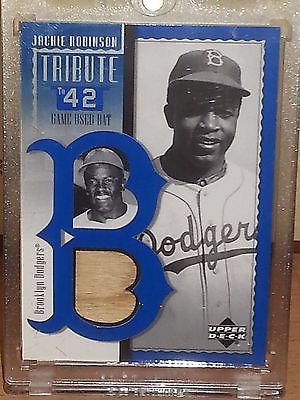 JACKIE ROBINSON
TRIBUTE
To 42
GAME USED BAT
B
B
Dodgers
Brooklyn Dodgers®
UPPER
DECK